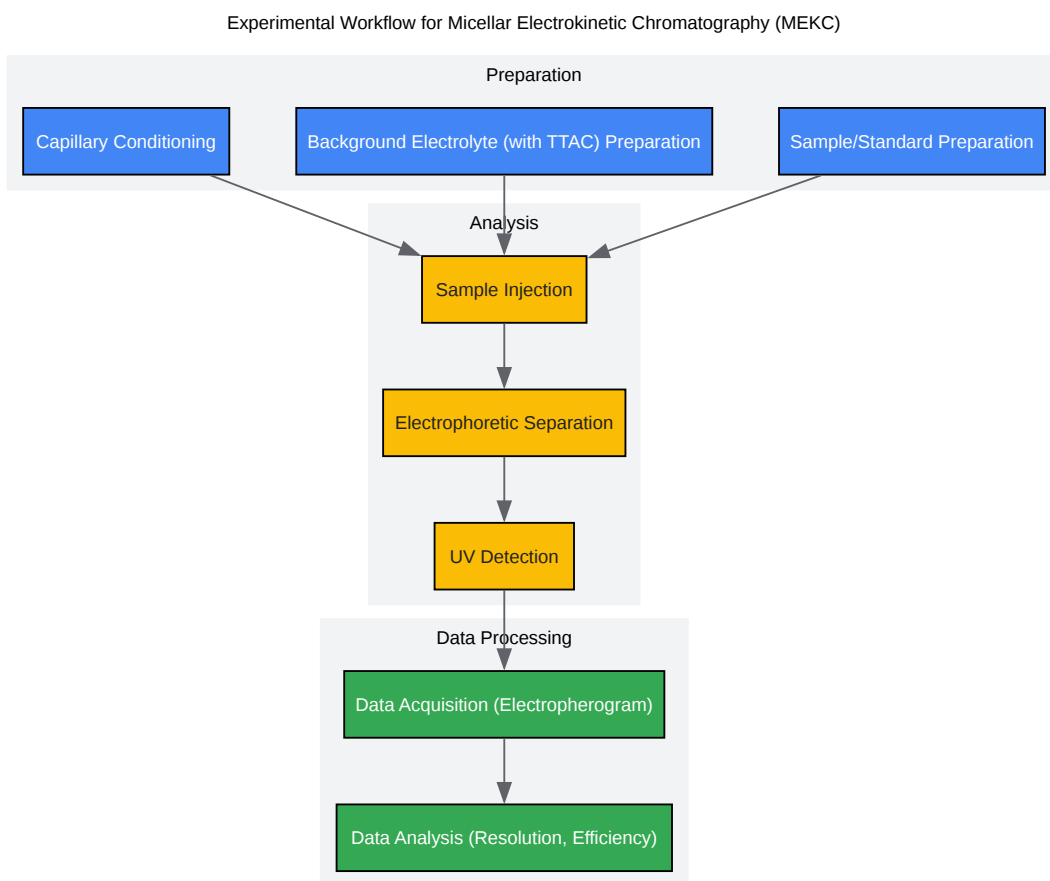 Experimental Workflow for Micellar Electrokinetic Chromatography (MEKC)
Preparation
Capillary Conditioning
Background Electrolyte (with TTAC) Preparation
Sample/Standard Preparation
Analysis
Sample Injection
Electrophoretic Separation
UV Detection
Data Processing
Data Acquisition (Electropherogram)
Data Analysis (Resolution, Efficiency)